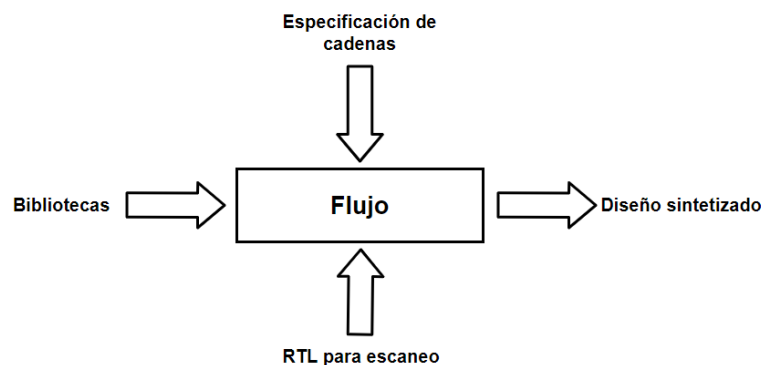 Especificación de
cadenas
Bibliotecas
Flujo
Diseño sintetizado
RTL para escaneo